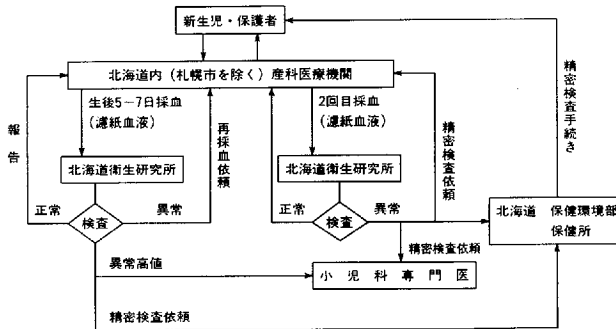 新生児・保護者
北海道内（札幌市を除く）産科医療機関
生後5−7日採血
（濾紙血液）
2回目採血
（濾紙血液）
報告
再採血依頼
精密検査依頼
精密検査手続き
北海道衛生研究所
北海道衛生研究所
正常
検査
異常
正常
検査
異常
北海道　保健環境部
保健所
精密検査依頼
異常高値
小児科専門医
精密検査依頼